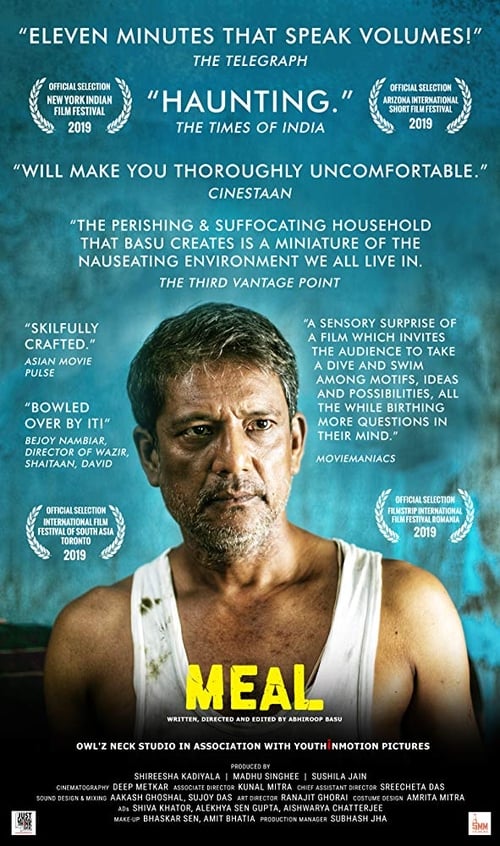 "ELEVEN MINUTES THAT SPEAK VOLUMES!"
THE TELEGRAPH
OFFICIAL SELECTION
NEW YORK INDIAN
FILM FESTIVAL
2019
"HAUNTING."
THE TIMES OF INDIA
OFFICIAL SELECTION
ARIZONA INTERNATIONAL
SHORT FILM FESTIVAL
2019
"WILL MAKE YOU THOROUGHLY UNCOMFORTABLE."
CINESTAAN
"THE PERISHING & SUFFOCATING HOUSEHOLD
THAT BASU CREATES IS A MINIATURE OF THE
NAUSEATING ENVIRONMENT WE ALL LIVE IN.
THE THIRD VANTAGE POINT
"SKILFULLY
CRAFTED."
ASIAN MOVIE
PULSE
"BOWLED
OVER BY IT!"
BEJOY NAMBIAR,
DIRECTOR OF WAZIR,
SHAITAAN, DAVID
"A SENSORY SURPRISE OF
A FILM WHICH INVITES
THE AUDIENCE TO TAKE
A DIVE AND SWIM
AMONG MOTIFS, IDEAS
AND POSSIBILITIES, ALL
THE WHILE BIRTHING
MORE QUESTIONS IN
THEIR MIND."
MOVIEMANIACS
OFFICIAL SELECTION
INTERNATIONAL FILM
FESTIVAL OF SOUTH ASIA
TORONTO
2019
OFFICIAL SELECTION
FILMSTRIP INTERNATIONAL
FILM FESTIVAL ROMANIA
2019
MEAL
WRITTEN, DIRECTED AND EDITED BY ABHIROOP BASU
OWL'Z NECK STUDIO IN ASSOCIATION WITH YOUTHINMOTION PICTURES
PRODUCED BY
SHIREESHA KADIYALA | MADHU SINGHEE | SUSHILA JAIN
CINEMATOGRAPHY DEEP METKAR ASSOCIATE DIRECTOR KUNAL MITRA CHIEF ASSISTANT DIRECTOR SREECHETA DAS
SOUND DESIGN & MIXING AAKASH GHOSHAL, SUJOY DAS ART DIRECTOR RANAJIT GHORAI COSTUME DESIGN AMRITA MITRA
ADs SHIVA KHATOR, ALEKHYA SEN GUPTA, AISHWARYA CHATTERJEE
MAKE-UP BHASKAR SEN, AMIT BHATIA PRODUCTION MANAGER SUBHASH JHA
JUST
THINK
SMM